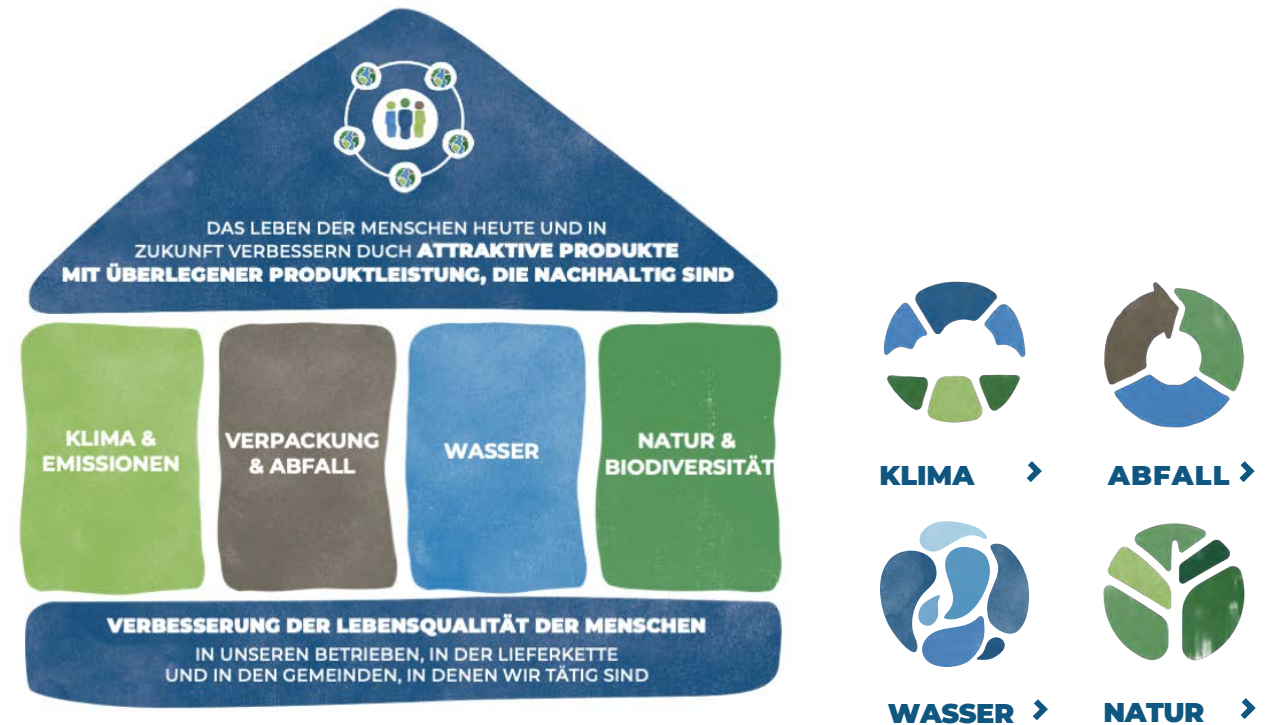 DAS LEBEN DER MENSCHEN HEUTE UND IN
ZUKUNFT VERBESSERN DUCH ATTRAKTIVE PRODUKTE
MIT ÜBERLEGENER PRODUKTLEISTUNG, DIE NACHHALTIG SIND
KLIMA &
EMISSIONEN
VERPACKUNG
& ABFALL
WASSER
NATUR &
BIODIVERSITÄT
VERBESSERUNG DER LEBENSQUALITÄT DER MENSCHEN
IN UNSEREN BETRIEBEN, IN DER LIEFERKETTE
UND IN DEN GEMEINDEN, IN DENEN WIR TÄTIG SIND
KLIMA
ABFALL
WASSER
NATUR